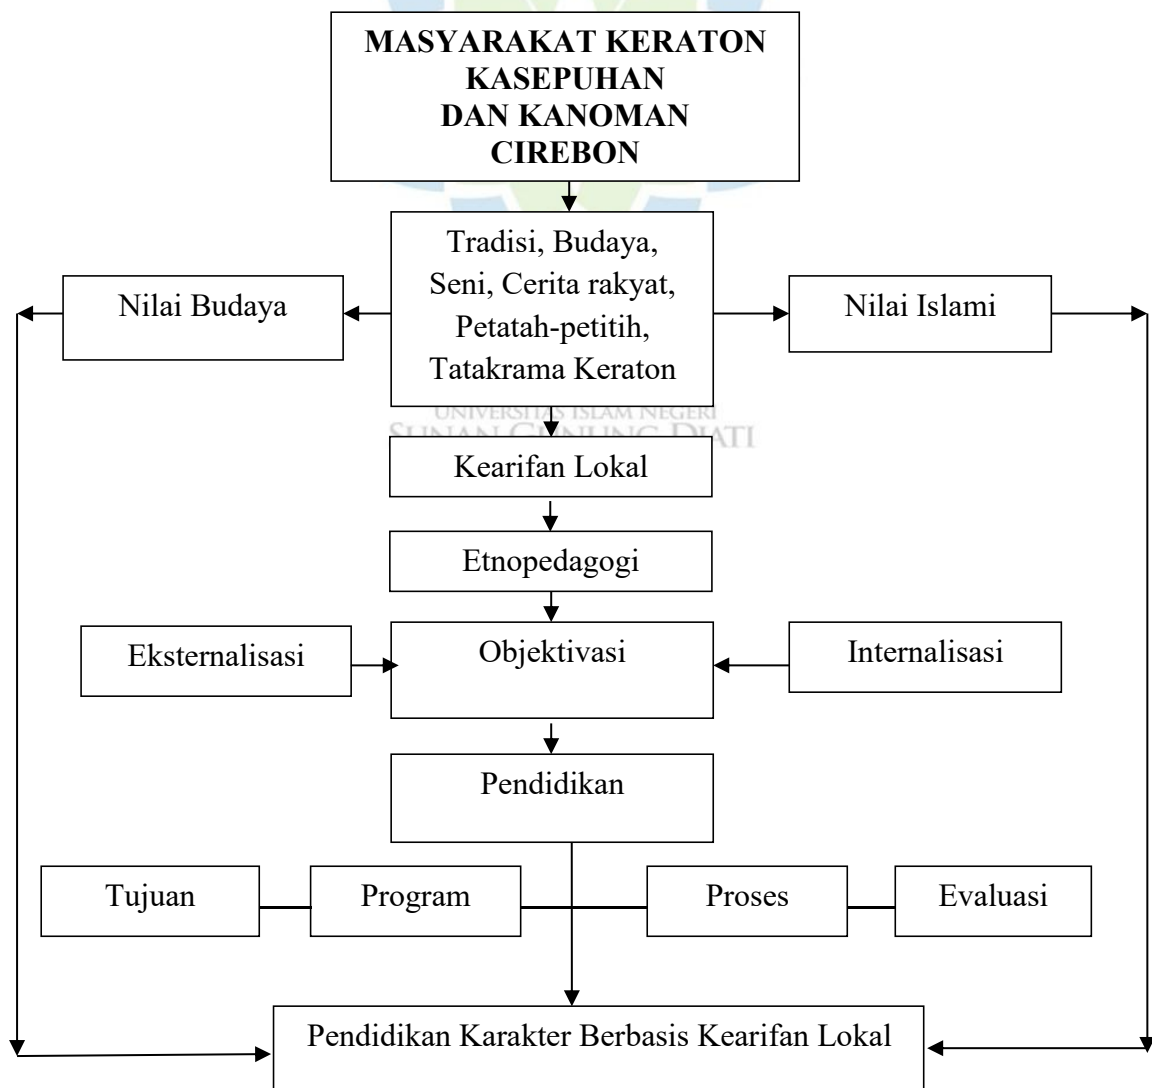 MASYARAKAT KERATON
KASEPUHAN
DAN KANOMAN
CIREBON
Tradisi, Budaya,
Seni, Cerita rakyat,
Petatah-petitih,
Tatakrama Keraton
Nilai Budaya
Nilai Islami
UNIVERSITAS ISLAM NEGERI
SUNAN GUNUNG DJATI
Kearifan Lokal
Etnopedagogi
Eksternalisasi
Objektivasi
Internalisasi
Pendidikan
Tujuan
Program
Proses
Evaluasi
Pendidikan Karakter Berbasis Kearifan Lokal